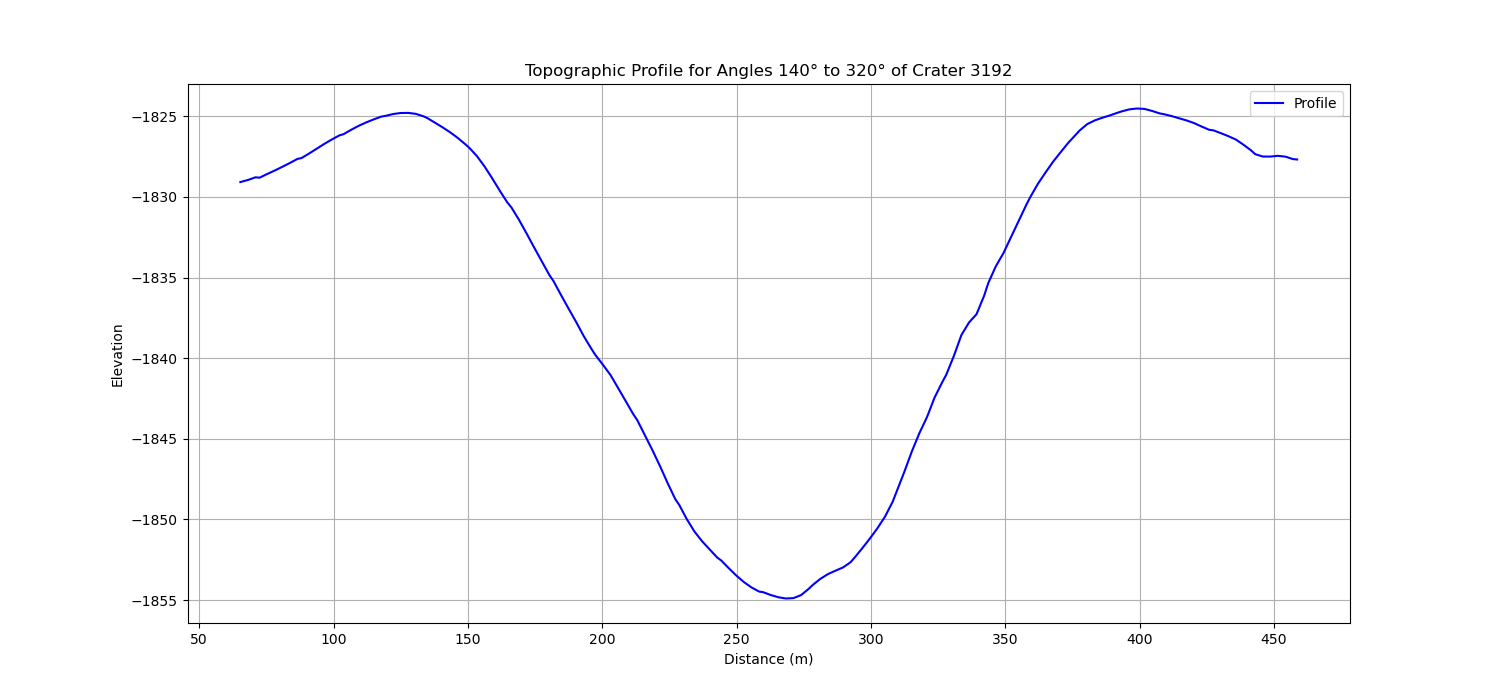 Topographic Profile for Angles 140° to 320° of Crater 3192
Profile
−1825
−1830
−1835
−1840
−1845
−1850
−1855
Elevation
50 100 150 200 250 300 350 400 450
Distance (m)